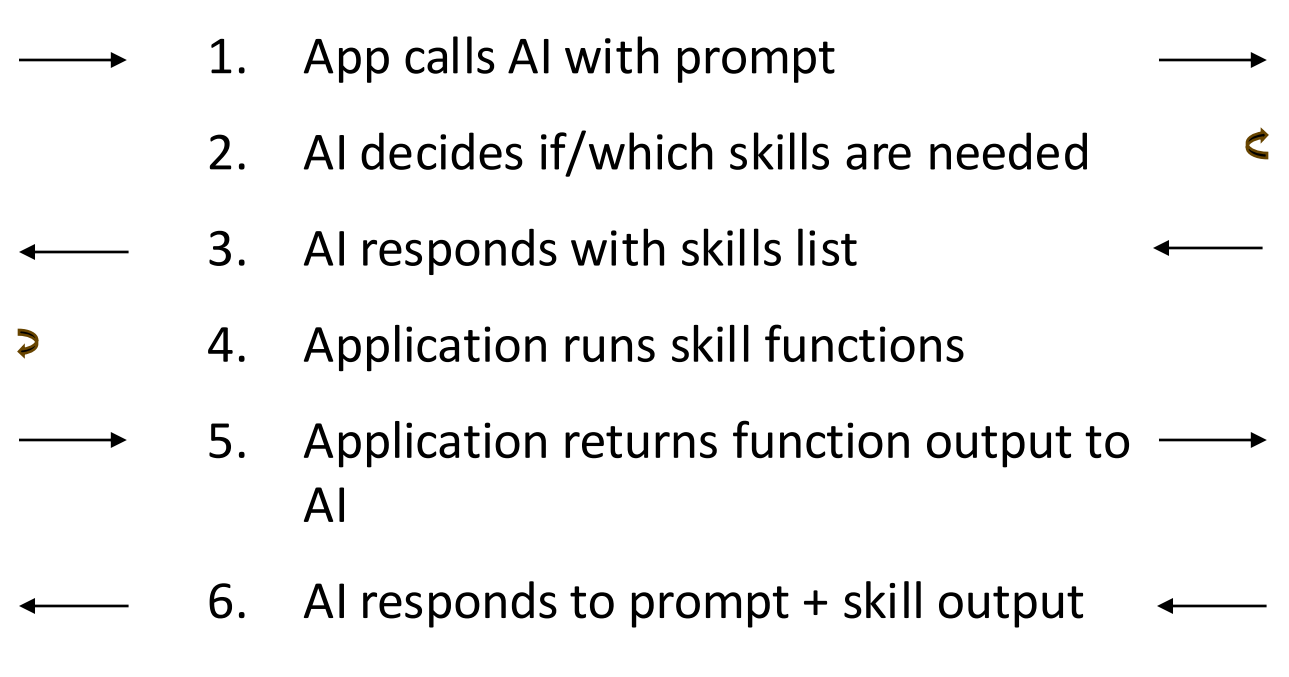 1. App calls AI with prompt
2. AI decides if/which skills are needed
3. AI responds with skills list
4. Application runs skill functions
5. Application returns function output to
AI
6. AI responds to prompt + skill output